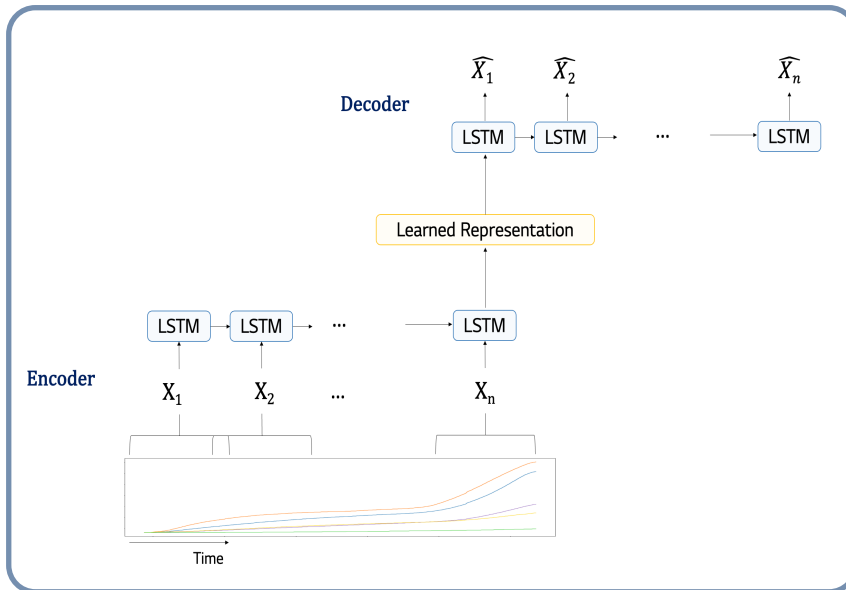 X̂₁ X̂₂ X̂ₙ
Decoder
LSTM LSTM ... LSTM
Learned Representation
LSTM LSTM ... LSTM
Encoder
X₁ X₂ ... Xₙ
Time